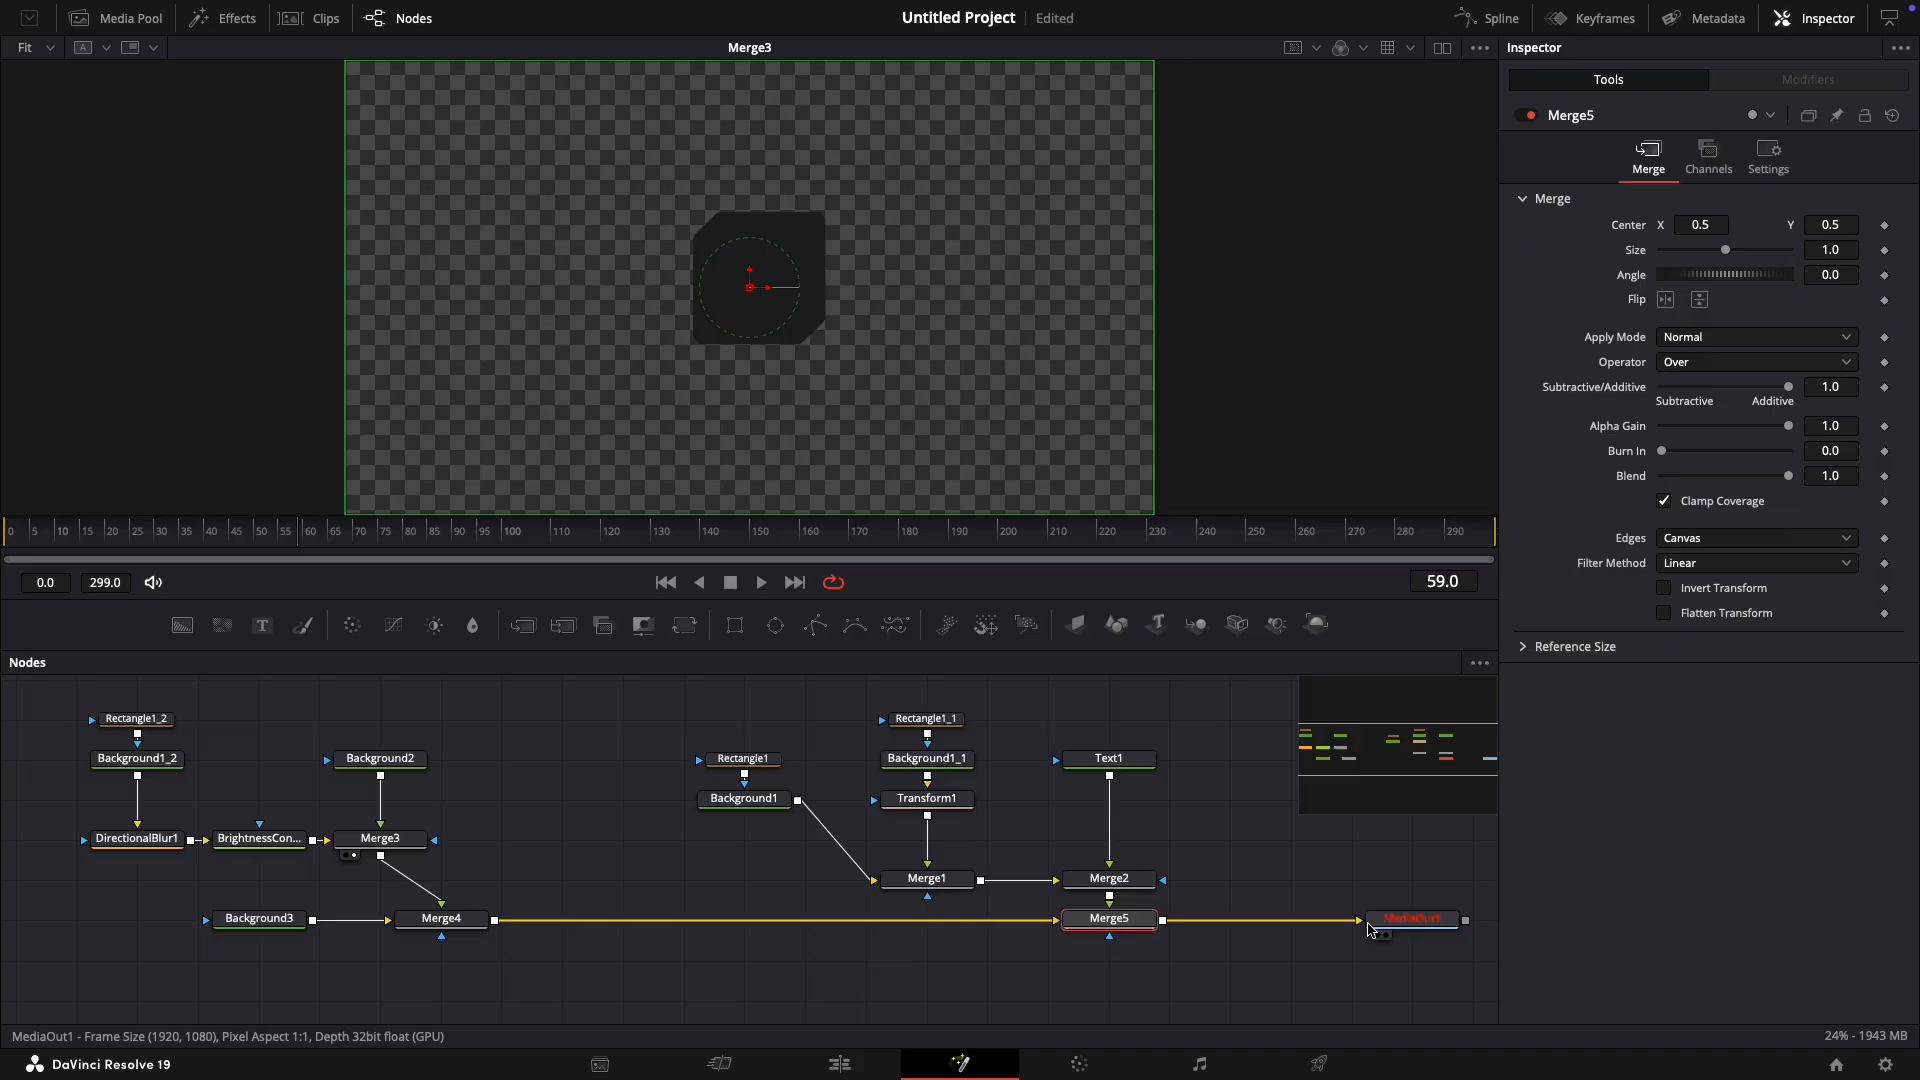 Media Pool
Effects
Clips
Nodes
Untitled Project
Edited
Spline
Keyframes
Metadata
Inspector
Fit
A
Merge3
Inspector
Tools
Modifiers
Merge5
Merge
Channels
Settings
Merge
Center X 0.5 Y 0.5
Size 1.0
Angle 0.0
Flip
Apply Mode Normal
Operator Over
Subtractive/Additive 1.0
Subtractive Additive
Alpha Gain 1.0
Burn In 0.0
Blend 1.0
Clamp Coverage
Edges Canvas
Filter Method Linear
Invert Transform
Flatten Transform
Reference Size
0 5 10 15 20 25 30 35 40 45 50 55 60 65 70 75 80 85 90 95 100 110 120 130 140 150 160 170 180 190 200 210 220 230 240 250 260 270 280 290
0.0 299.0 59.0
T
Nodes
Rectangle1_2
Rectangle1_1
Background1_2
Background2
Rectangle1
Background1_1
Text1
Background1
Transform1
DirectionalBlur1
BrightnessCon...
Merge3
Merge1
Merge2
Background3
Merge4
Merge5
MediaOut1
MediaOut1 - Frame Size (1920, 1080), Pixel Aspect 1:1, Depth 32bit float (GPU)
24% - 1943 MB
DaVinci Resolve 19